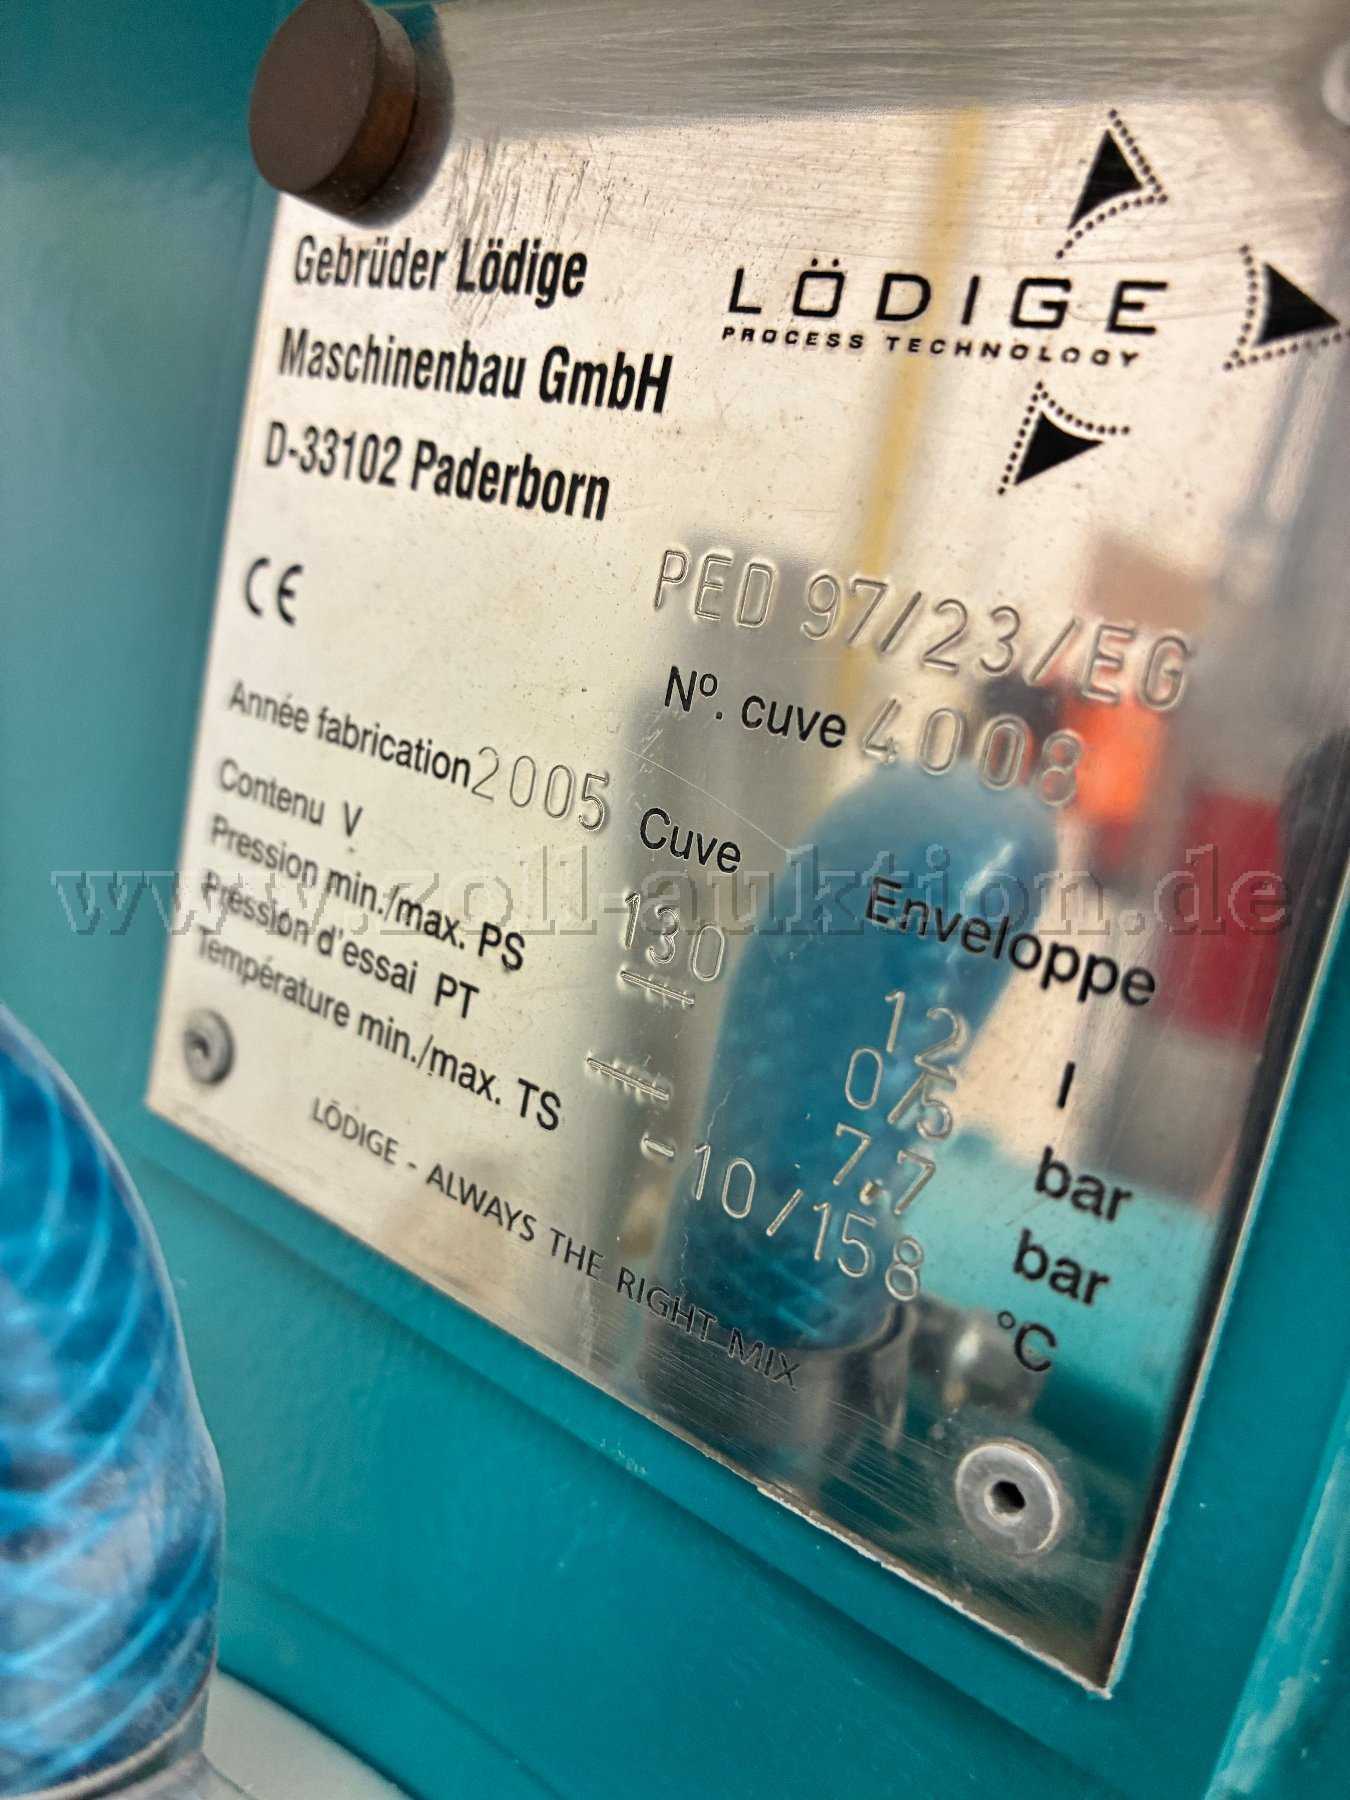 Gebrüder Lödige
Maschinenbau GmbH
D-33102 Paderborn
LÖDIGE
PROCESS TECHNOLOGY
CE
PED 97/23/EG
Nº. cuve 4008
Année fabrication 2005
Cuve
Enveloppe
Contenu V 130 12 l
Pression min./max. PS 0/5 bar
Pression d'essai PT 7.7 bar
Température min./max. TS -10/158 °C
LÖDIGE - ALWAYS THE RIGHT MIX
www.zoll-auktion.de